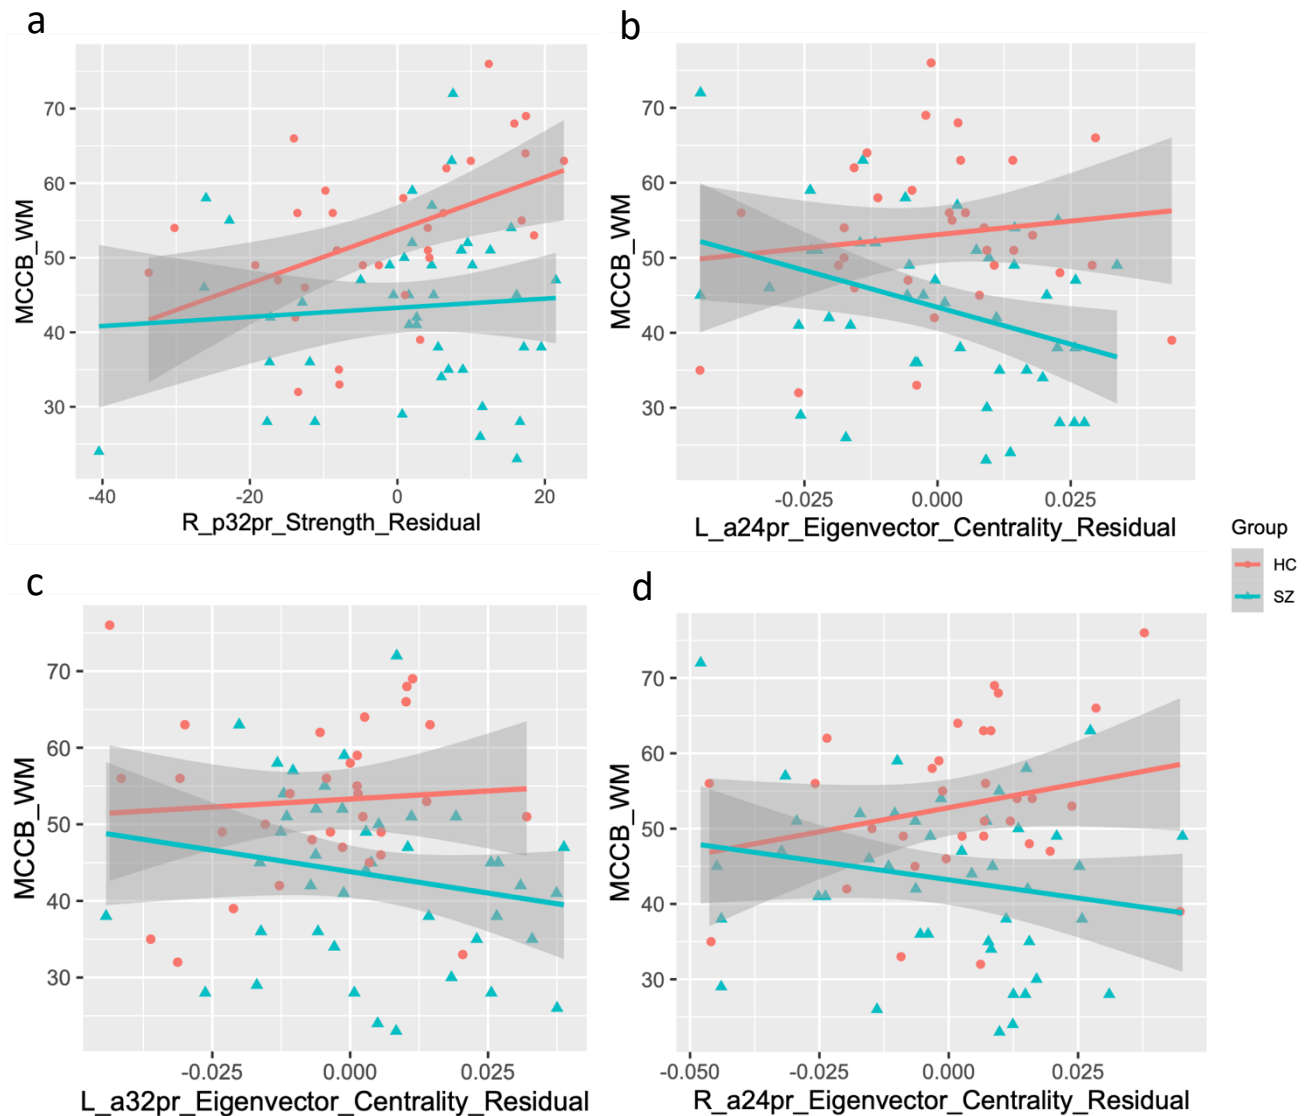 a
70
60
50
40
30
MCCB_WM
-40
-20
0
20
R_p32pr_Strength_Residual
b
70
60
50
40
30
MCCB_WM
-0.025
0.000
0.025
L_a24pr_Eigenvector_Centrality_Residual
Group
HC
SZ
c
70
60
50
40
30
MCCB_WM
-0.025
0.000
0.025
L_a32pr_Eigenvector_Centrality_Residual
d
70
60
50
40
30
MCCB_WM
-0.050
-0.025
0.000
0.025
R_a24pr_Eigenvector_Centrality_Residual